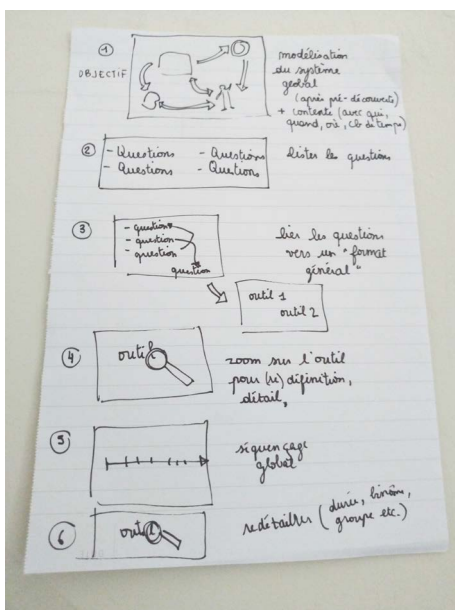 1
OBJECTIF
modélisation
du système
global
(après pré-découverte)
+ contexte (avec qui,
quand, où, cb de temps)
2
- Questions - Questions
- Questions - Questions
lister les questions
3
- question
- question
- question
question
lier les questions
vers un "format
général"
outil 1
outil 2
4
outil
zoom sur l'outil
pour (re) définition,
détail,
5
séquençage
global
6
outil
redétailler (durée, binôme,
groupe etc.)